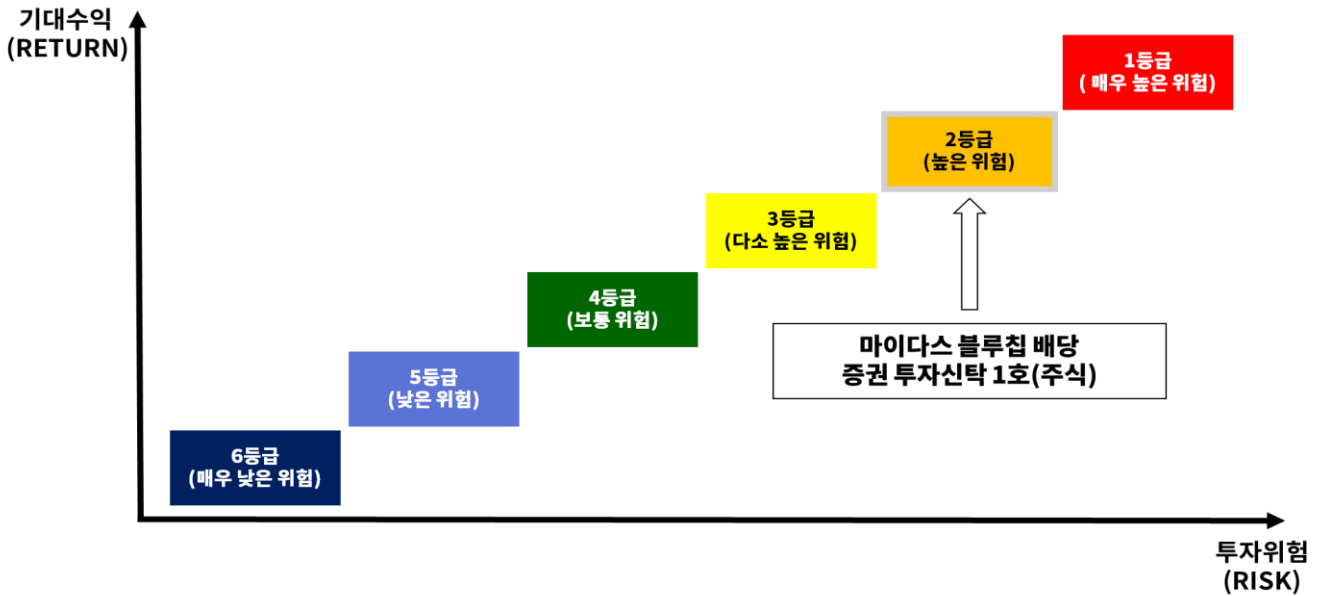 기대수익
(RETURN)
1등급
( 매우 높은 위험)
2등급
(높은 위험)
3등급
(다소 높은 위험)
4등급
(보통 위험)
마이다스 블루칩 배당
증권 투자신탁 1호(주식)
5등급
(낮은 위험)
6등급
(매우 낮은 위험)
투자위험
(RISK)